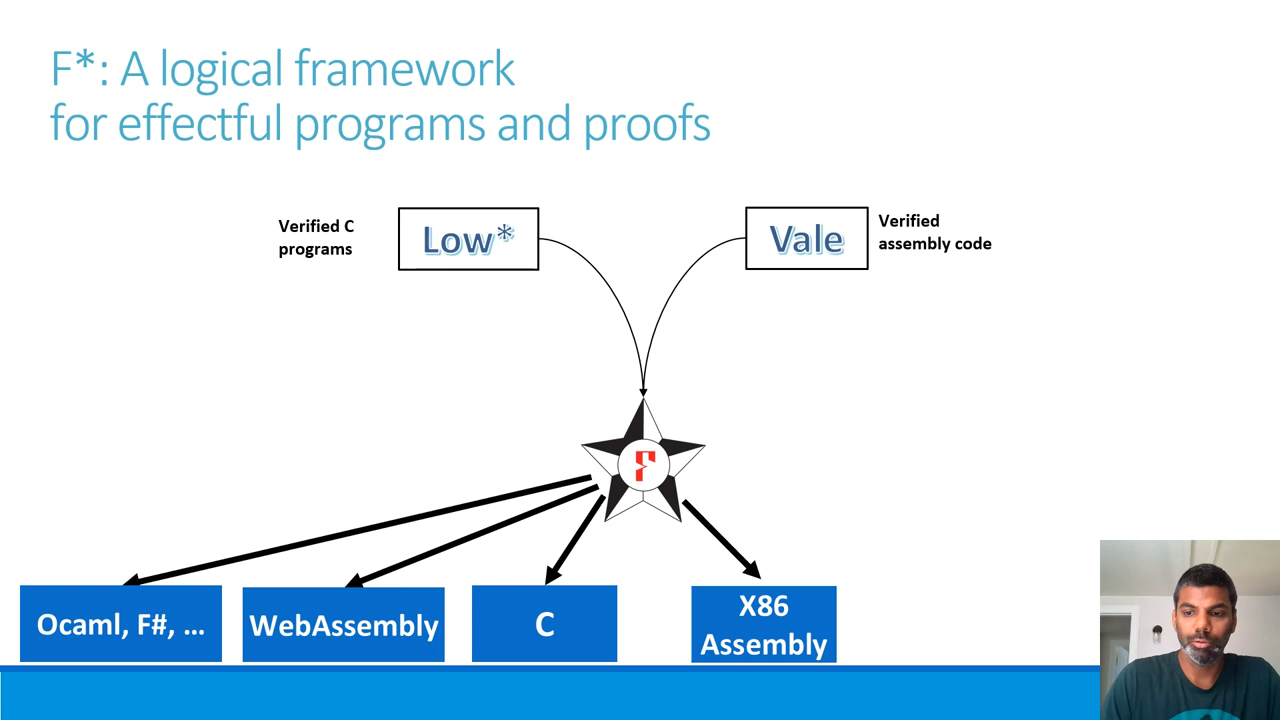 F*: A logical framework
for effectful programs and proofs
Verified C
programs
Low*
Vale
Verified
assembly code
F
Ocaml, F#, ...
WebAssembly
C
X86
Assembly